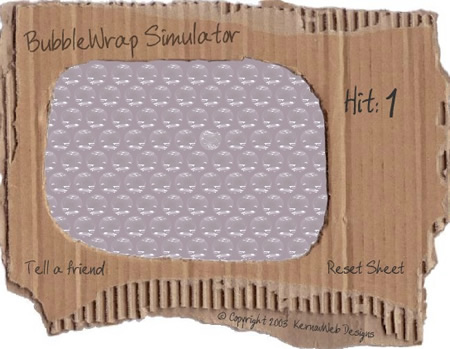 BubbleWrap Simulator
Hit: 1
Tell a friend
Reset Sheet
© Copyright 2003 KernowWeb Designs